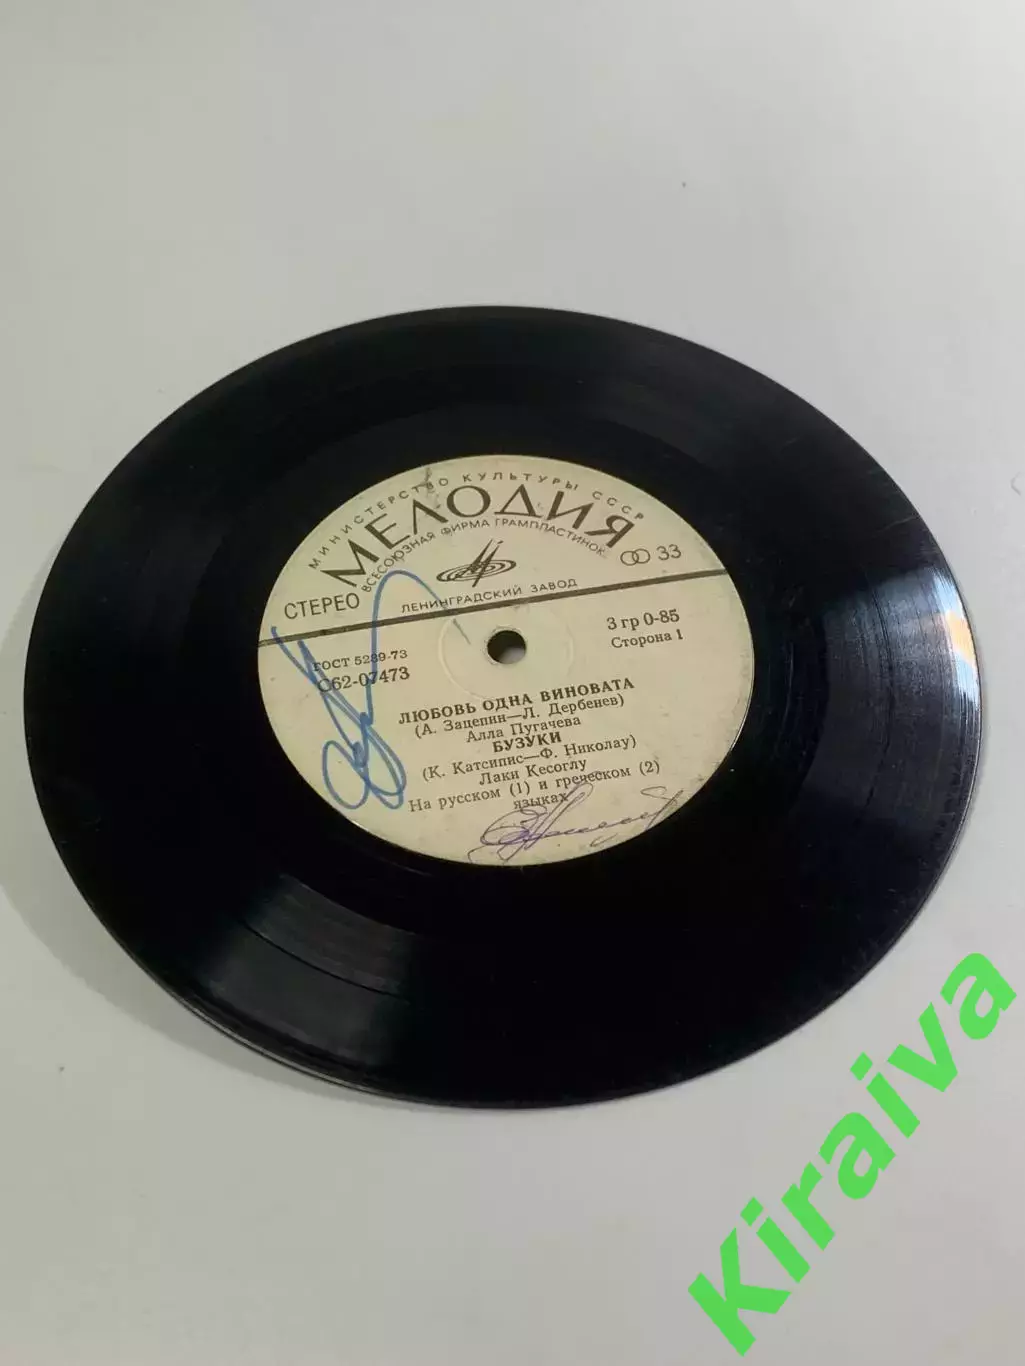 МИНИСТЕРСТВО КУЛЬТУРЫ СССР
МЕЛОДИЯ
ВСЕСОЮЗНАЯ ФИРМА ГРАМПЛАСТИНОК
33
СТЕРЕО
ЛЕНИНГРАДСКИЙ ЗАВОД
ГОСТ 5289-73
С62-07473
3 гр 0-85
Сторона 1
ЛЮБОВЬ ОДНА ВИНОВАТА
(А. Зацепин—Л. Дербенев)
Алла Пугачева
БУЗУКИ
(К. Катсипис—Ф. Николау)
Лаки Кесоглу
На русском (1) и греческом (2)
языках
Kiraiva